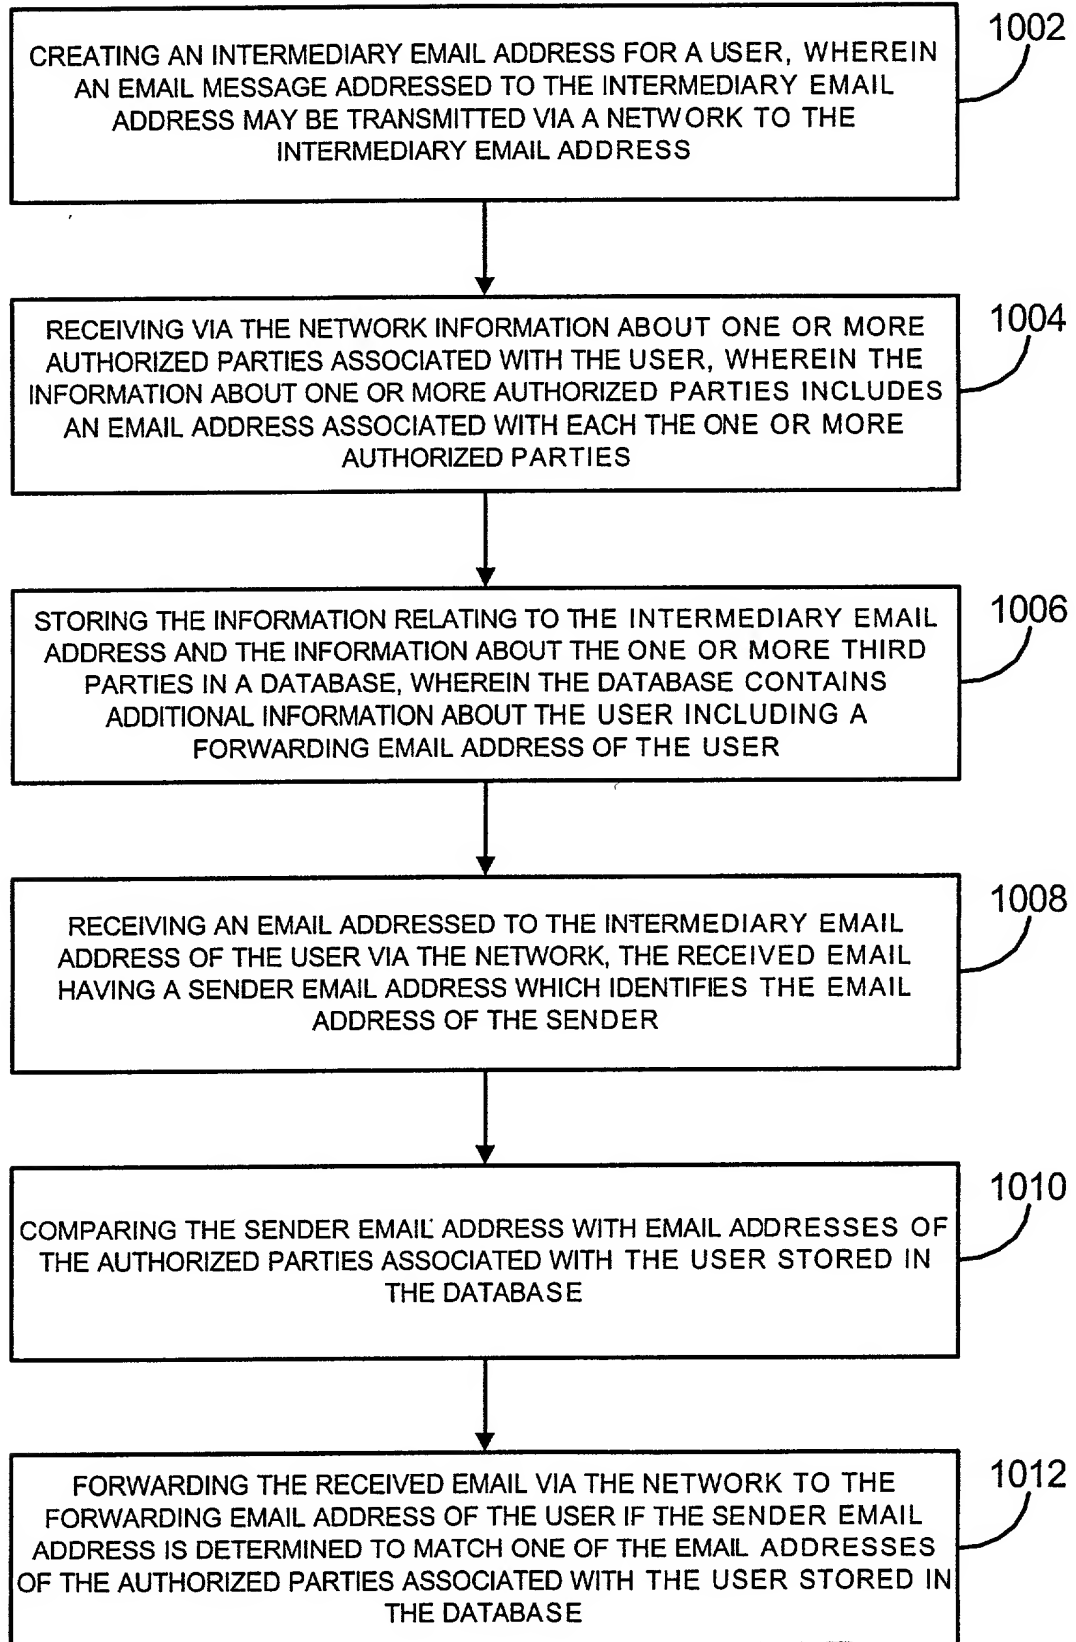 1002
CREATING AN INTERMEDIARY EMAIL ADDRESS FOR A USER, WHEREIN
AN EMAIL MESSAGE ADDRESSED TO THE INTERMEDIARY EMAIL
ADDRESS MAY BE TRANSMITTED VIA A NETWORK TO THE
INTERMEDIARY EMAIL ADDRESS
1004
RECEIVING VIA THE NETWORK INFORMATION ABOUT ONE OR MORE
AUTHORIZED PARTIES ASSOCIATED WITH THE USER, WHEREIN THE
INFORMATION ABOUT ONE OR MORE AUTHORIZED PARTIES INCLUDES
AN EMAIL ADDRESS ASSOCIATED WITH EACH THE ONE OR MORE
AUTHORIZED PARTIES
1006
STORING THE INFORMATION RELATING TO THE INTERMEDIARY EMAIL
ADDRESS AND THE INFORMATION ABOUT THE ONE OR MORE THIRD
PARTIES IN A DATABASE, WHEREIN THE DATABASE CONTAINS
ADDITIONAL INFORMATION ABOUT THE USER INCLUDING A
FORWARDING EMAIL ADDRESS OF THE USER
1008
RECEIVING AN EMAIL ADDRESSED TO THE INTERMEDIARY EMAIL
ADDRESS OF THE USER VIA THE NETWORK, THE RECEIVED EMAIL
HAVING A SENDER EMAIL ADDRESS WHICH IDENTIFIES THE EMAIL
ADDRESS OF THE SENDER
1010
COMPARING THE SENDER EMAIL ADDRESS WITH EMAIL ADDRESSES OF
THE AUTHORIZED PARTIES ASSOCIATED WITH THE USER STORED IN
THE DATABASE
1012
FORWARDING THE RECEIVED EMAIL VIA THE NETWORK TO THE
FORWARDING EMAIL ADDRESS OF THE USER IF THE SENDER EMAIL
ADDRESS IS DETERMINED TO MATCH ONE OF THE EMAIL ADDRESSES
OF THE AUTHORIZED PARTIES ASSOCIATED WITH THE USER STORED IN
THE DATABASE